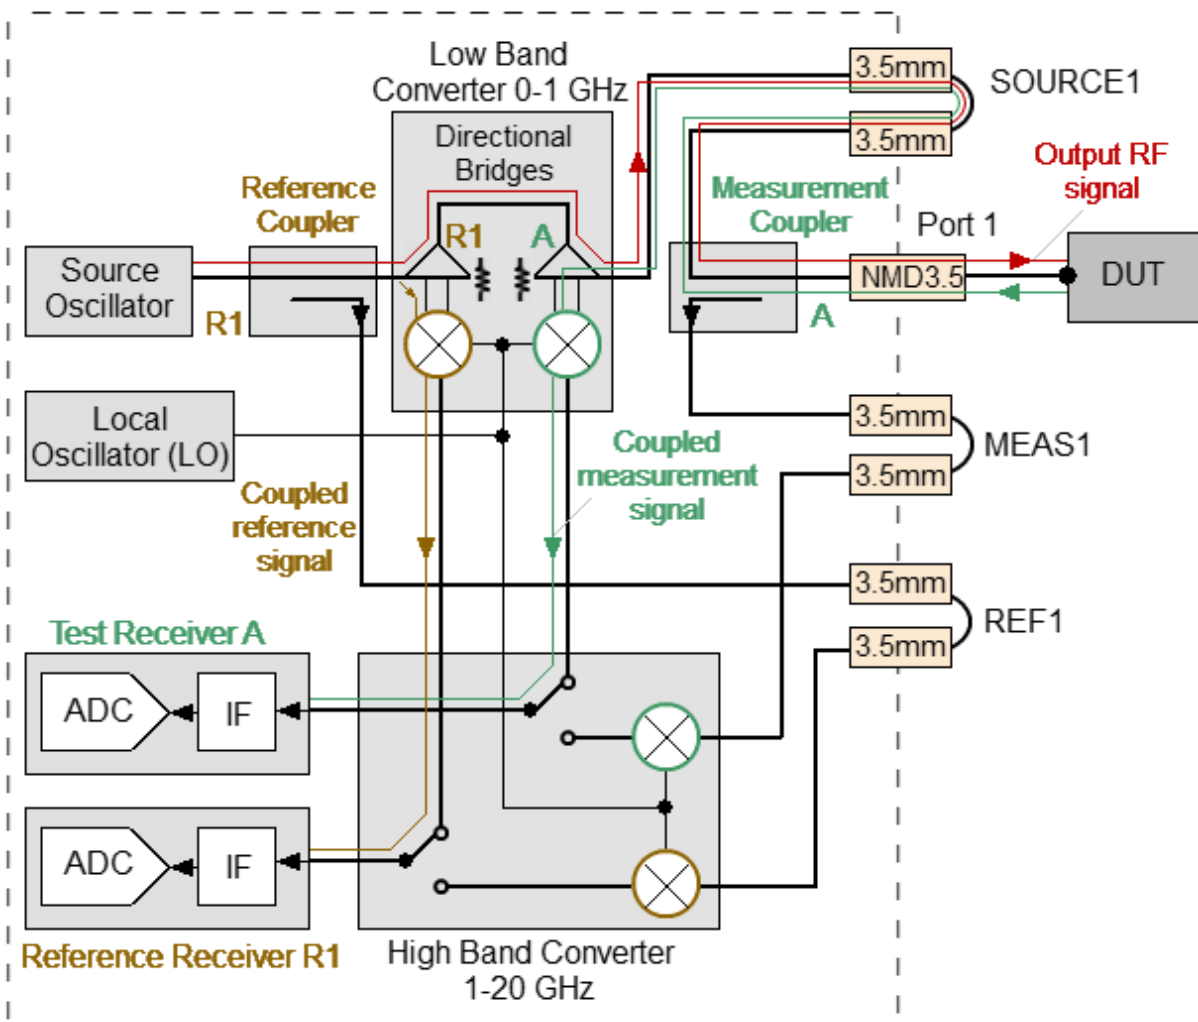 Low Band
Converter 0-1 GHz
Directional
Bridges
3.5mm
3.5mm
SOURCE1
Output RF
signal
Reference
Coupler
R1
A
Measurement
Coupler
Port 1
Source
Oscillator
R1
NMD3.5
A
DUT
Local
Oscillator (LO)
Coupled
reference
signal
Coupled
measurement
signal
3.5mm
3.5mm
MEAS1
3.5mm
3.5mm
REF1
Test Receiver A
ADC
IF
ADC
IF
Reference Receiver R1
High Band Converter
1-20 GHz